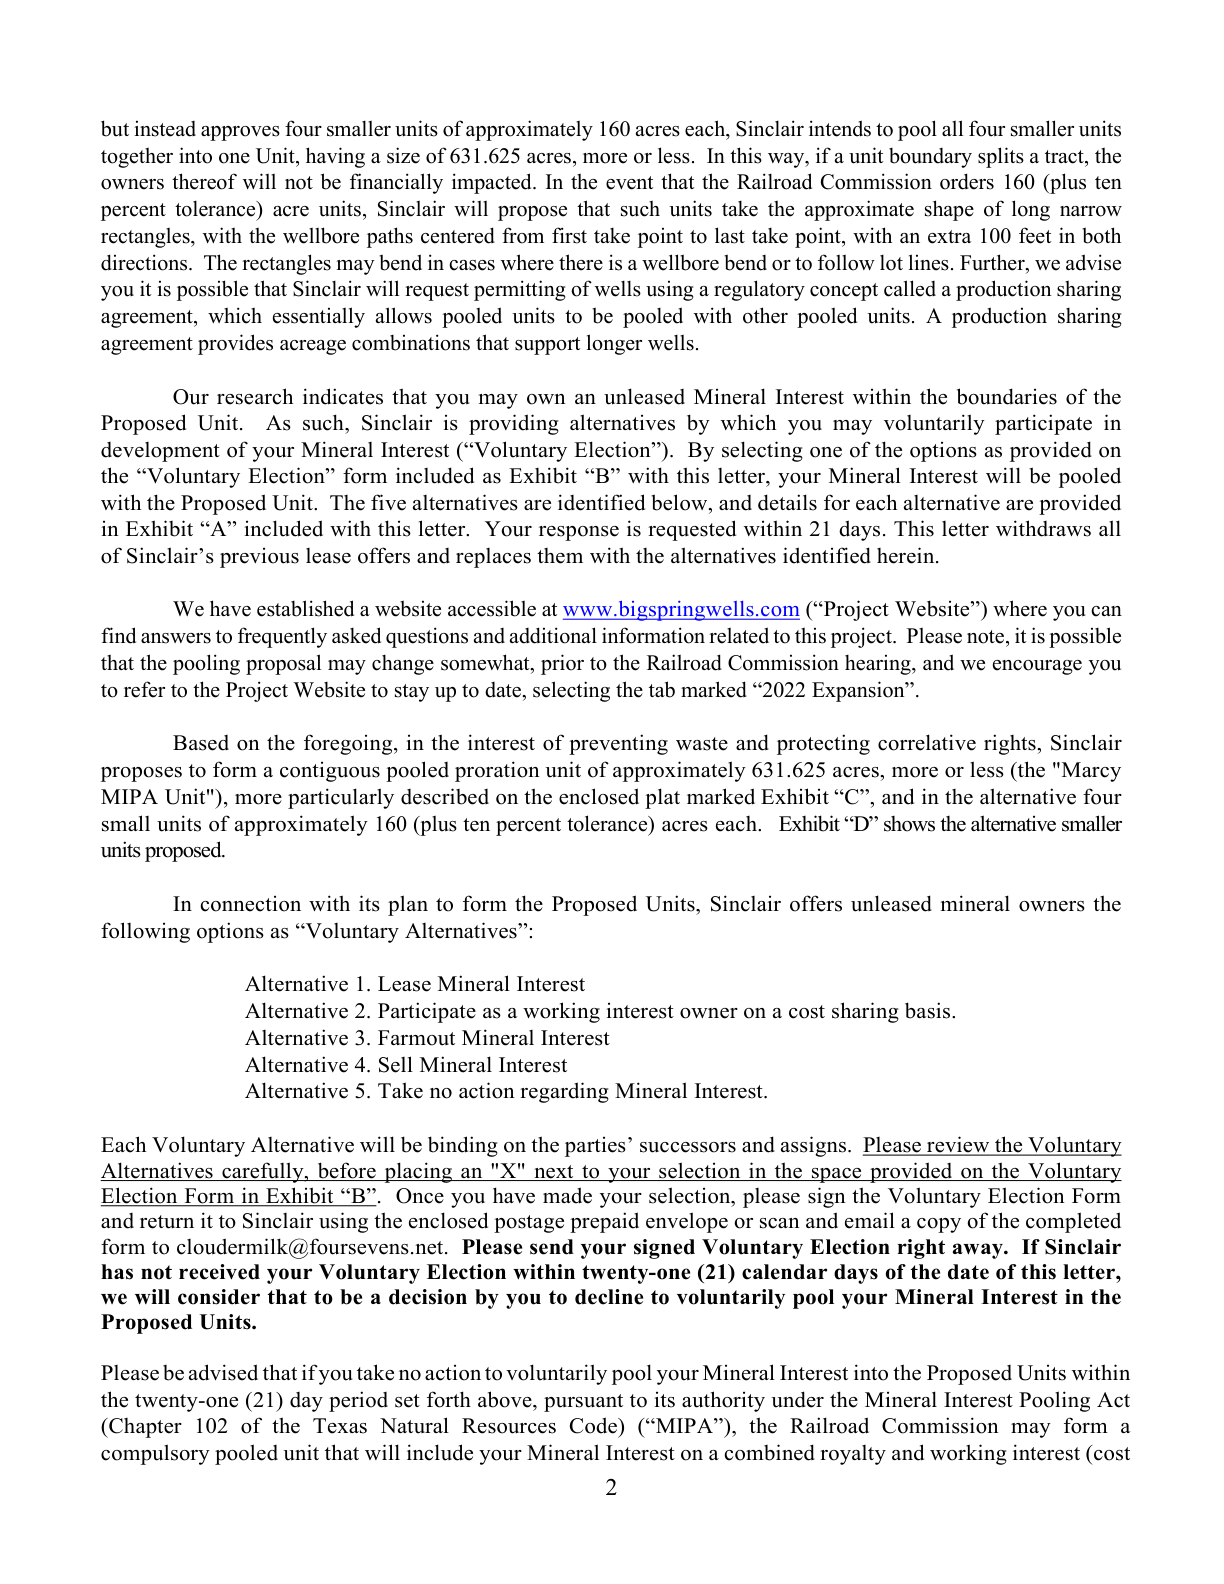 but instead approves four smaller units of approximately 160 acres each, Sinclair intends to pool all four smaller units
together into one Unit, having a size of 631.625 acres, more or less. In this way, if a unit boundary splits a tract, the
owners thereof will not be financially impacted. In the event that the Railroad Commission orders 160 (plus ten
percent tolerance) acre units, Sinclair will propose that such units take the approximate shape of long narrow
rectangles, with the wellbore paths centered from first take point to last take point, with an extra 100 feet in both
directions. The rectangles may bend in cases where there is a wellbore bend or to follow lot lines. Further, we advise
you it is possible that Sinclair will request permitting of wells using a regulatory concept called a production sharing
agreement, which essentially allows pooled units to be pooled with other pooled units. A production sharing
agreement provides acreage combinations that support longer wells.
Our research indicates that you may own an unleased Mineral Interest within the boundaries of the
Proposed Unit. As such, Sinclair is providing alternatives by which you may voluntarily participate in
development of your Mineral Interest (“Voluntary Election”). By selecting one of the options as provided on
the “Voluntary Election” form included as Exhibit “B” with this letter, your Mineral Interest will be pooled
with the Proposed Unit. The five alternatives are identified below, and details for each alternative are provided
in Exhibit “A” included with this letter. Your response is requested within 21 days. This letter withdraws all
of Sinclair’s previous lease offers and replaces them with the alternatives identified herein.
We have established a website accessible at www.bigspringwells.com (“Project Website”) where you can
find answers to frequently asked questions and additional information related to this project. Please note, it is possible
that the pooling proposal may change somewhat, prior to the Railroad Commission hearing, and we encourage you
to refer to the Project Website to stay up to date, selecting the tab marked “2022 Expansion”.
Based on the foregoing, in the interest of preventing waste and protecting correlative rights, Sinclair
proposes to form a contiguous pooled proration unit of approximately 631.625 acres, more or less (the "Marcy
MIPA Unit"), more particularly described on the enclosed plat marked Exhibit “C”, and in the alternative four
small units of approximately 160 (plus ten percent tolerance) acres each. Exhibit “D” shows the alternative smaller
units proposed.
In connection with its plan to form the Proposed Units, Sinclair offers unleased mineral owners the
following options as “Voluntary Alternatives”:
Alternative 1. Lease Mineral Interest
Alternative 2. Participate as a working interest owner on a cost sharing basis.
Alternative 3. Farmout Mineral Interest
Alternative 4. Sell Mineral Interest
Alternative 5. Take no action regarding Mineral Interest.
Each Voluntary Alternative will be binding on the parties’ successors and assigns. Please review the Voluntary
Alternatives carefully, before placing an "X" next to your selection in the space provided on the Voluntary
Election Form in Exhibit “B”. Once you have made your selection, please sign the Voluntary Election Form
and return it to Sinclair using the enclosed postage prepaid envelope or scan and email a copy of the completed
form to cloudermilk@foursevens.net. Please send your signed Voluntary Election right away. If Sinclair
has not received your Voluntary Election within twenty-one (21) calendar days of the date of this letter,
we will consider that to be a decision by you to decline to voluntarily pool your Mineral Interest in the
Proposed Units.
Please be advised that if you take no action to voluntarily pool your Mineral Interest into the Proposed Units within
the twenty-one (21) day period set forth above, pursuant to its authority under the Mineral Interest Pooling Act
(Chapter 102 of the Texas Natural Resources Code) (“MIPA”), the Railroad Commission may form a
compulsory pooled unit that will include your Mineral Interest on a combined royalty and working interest (cost
2